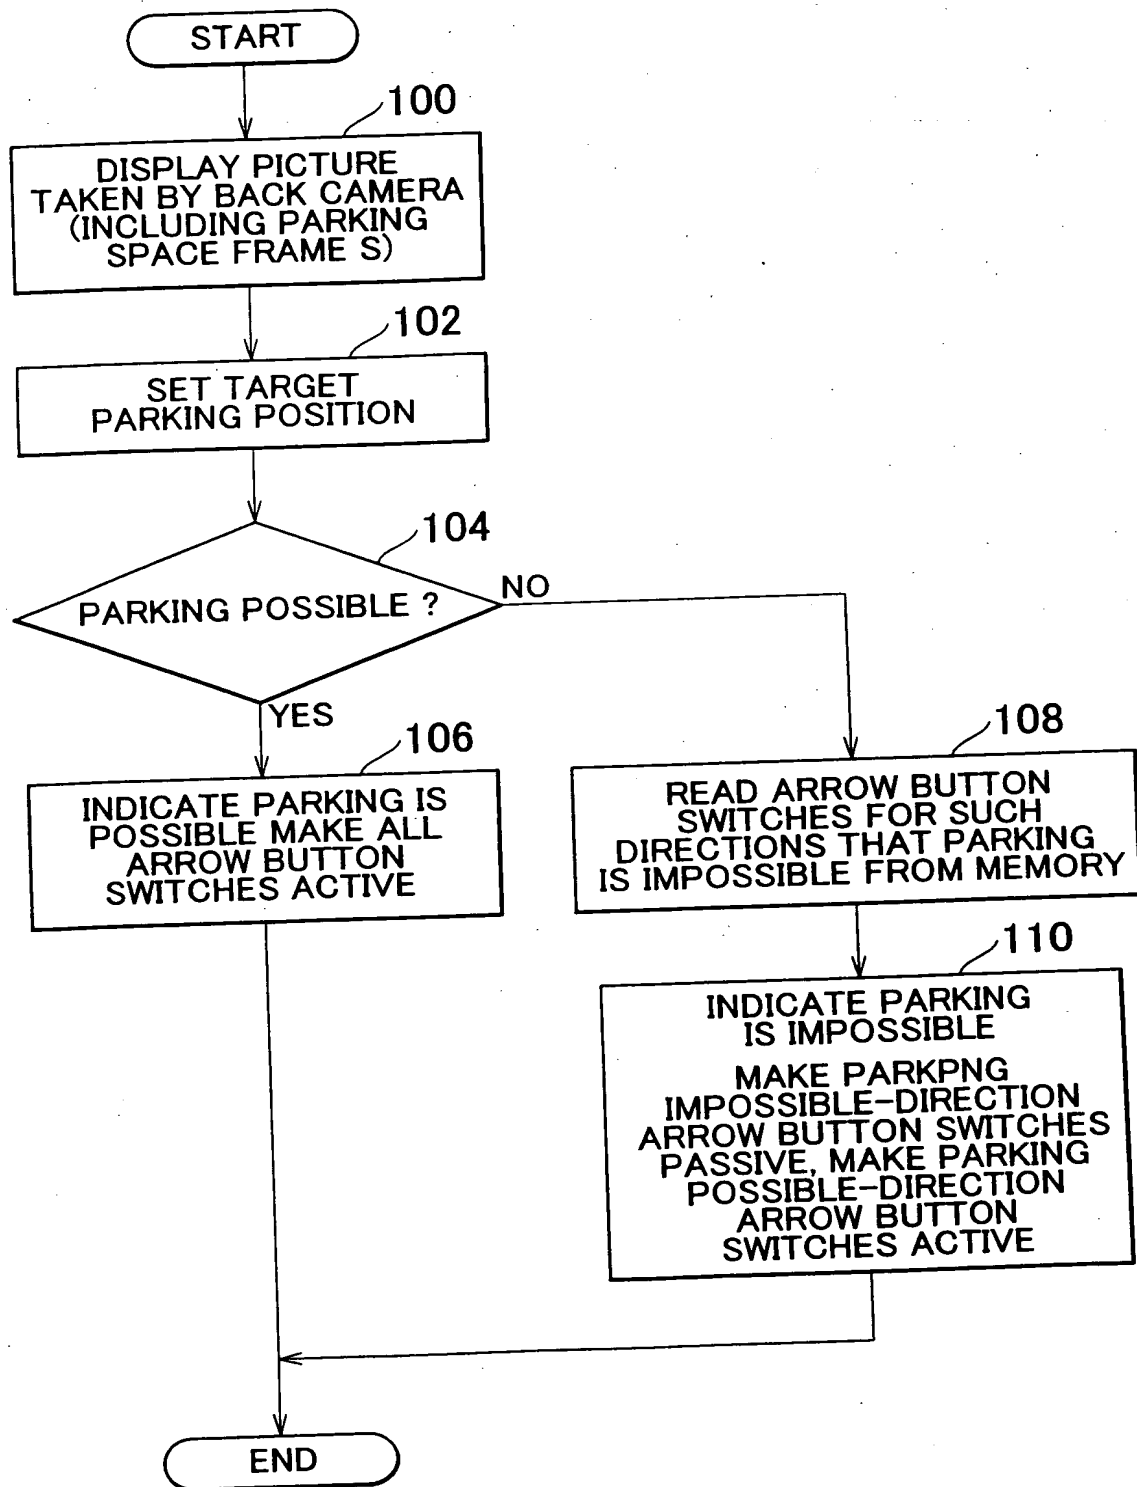 START
100
DISPLAY PICTURE
TAKEN BY BACK CAMERA
(INCLUDING PARKING
SPACE FRAME S)
102
SET TARGET
PARKING POSITION
104
PARKING POSSIBLE ?
NO
YES
106
INDICATE PARKING IS
POSSIBLE MAKE ALL
ARROW BUTTON
SWITCHES ACTIVE
108
READ ARROW BUTTON
SWITCHES FOR SUCH
DIRECTIONS THAT PARKING
IS IMPOSSIBLE FROM MEMORY
110
INDICATE PARKING
IS IMPOSSIBLE
MAKE PARKPNG
IMPOSSIBLE-DIRECTION
ARROW BUTTON SWITCHES
PASSIVE, MAKE PARKING
POSSIBLE-DIRECTION
ARROW BUTTON
SWITCHES ACTIVE
END